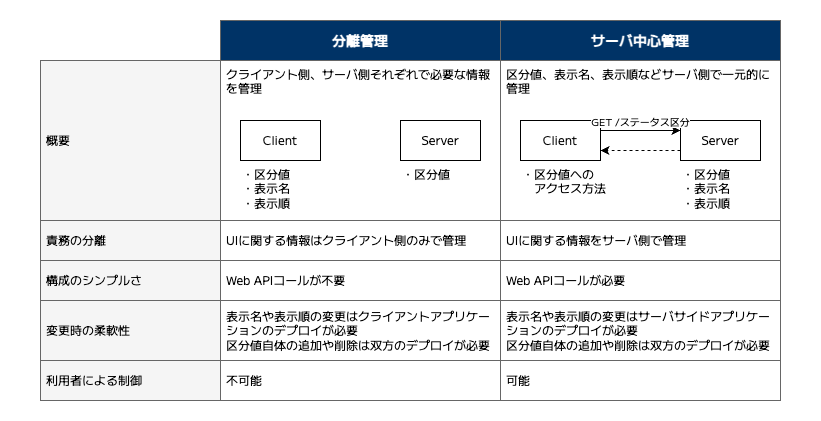 分離管理
サーバ中心管理
概要
クライアント側、サーバ側それぞれで必要な情報
を管理
Client
Server
・区分値
・表示名
・表示順
・区分値
区分値、表示名、表示順などサーバ側で一元的に
管理
GET /ステータス区分
Client
Server
・区分値への
アクセス方法
・区分値
・表示名
・表示順
責務の分離
UIに関する情報はクライアント側のみで管理
UIに関する情報をサーバ側で管理
構成のシンプルさ
Web APIコールが不要
Web APIコールが必要
変更時の柔軟性
表示名や表示順の変更はクライアントアプリケー
ションのデプロイが必要
区分値自体の追加や削除は双方のデプロイが必要
表示名や表示順の変更はサーバサイドアプリケー
ションのデプロイが必要
区分値自体の追加や削除は双方のデプロイが必要
利用者による制御
不可能
可能